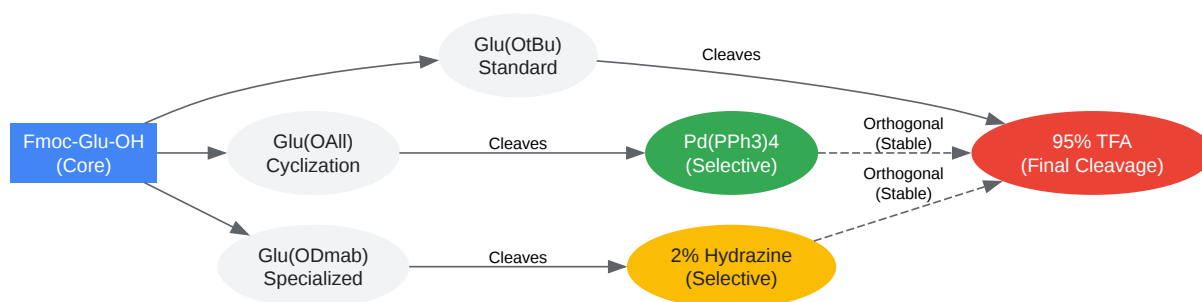 Glu(OtBu)
Standard
Cleaves
Fmoc-Glu-OH
(Core)
Glu(OAll)
Cyclization
Cleaves
Pd(PPh3)4
(Selective)
Orthogonal
(Stable)
95% TFA
(Final Cleavage)
Orthogonal
(Stable)
Glu(ODmab)
Specialized
Cleaves
2% Hydrazine
(Selective)